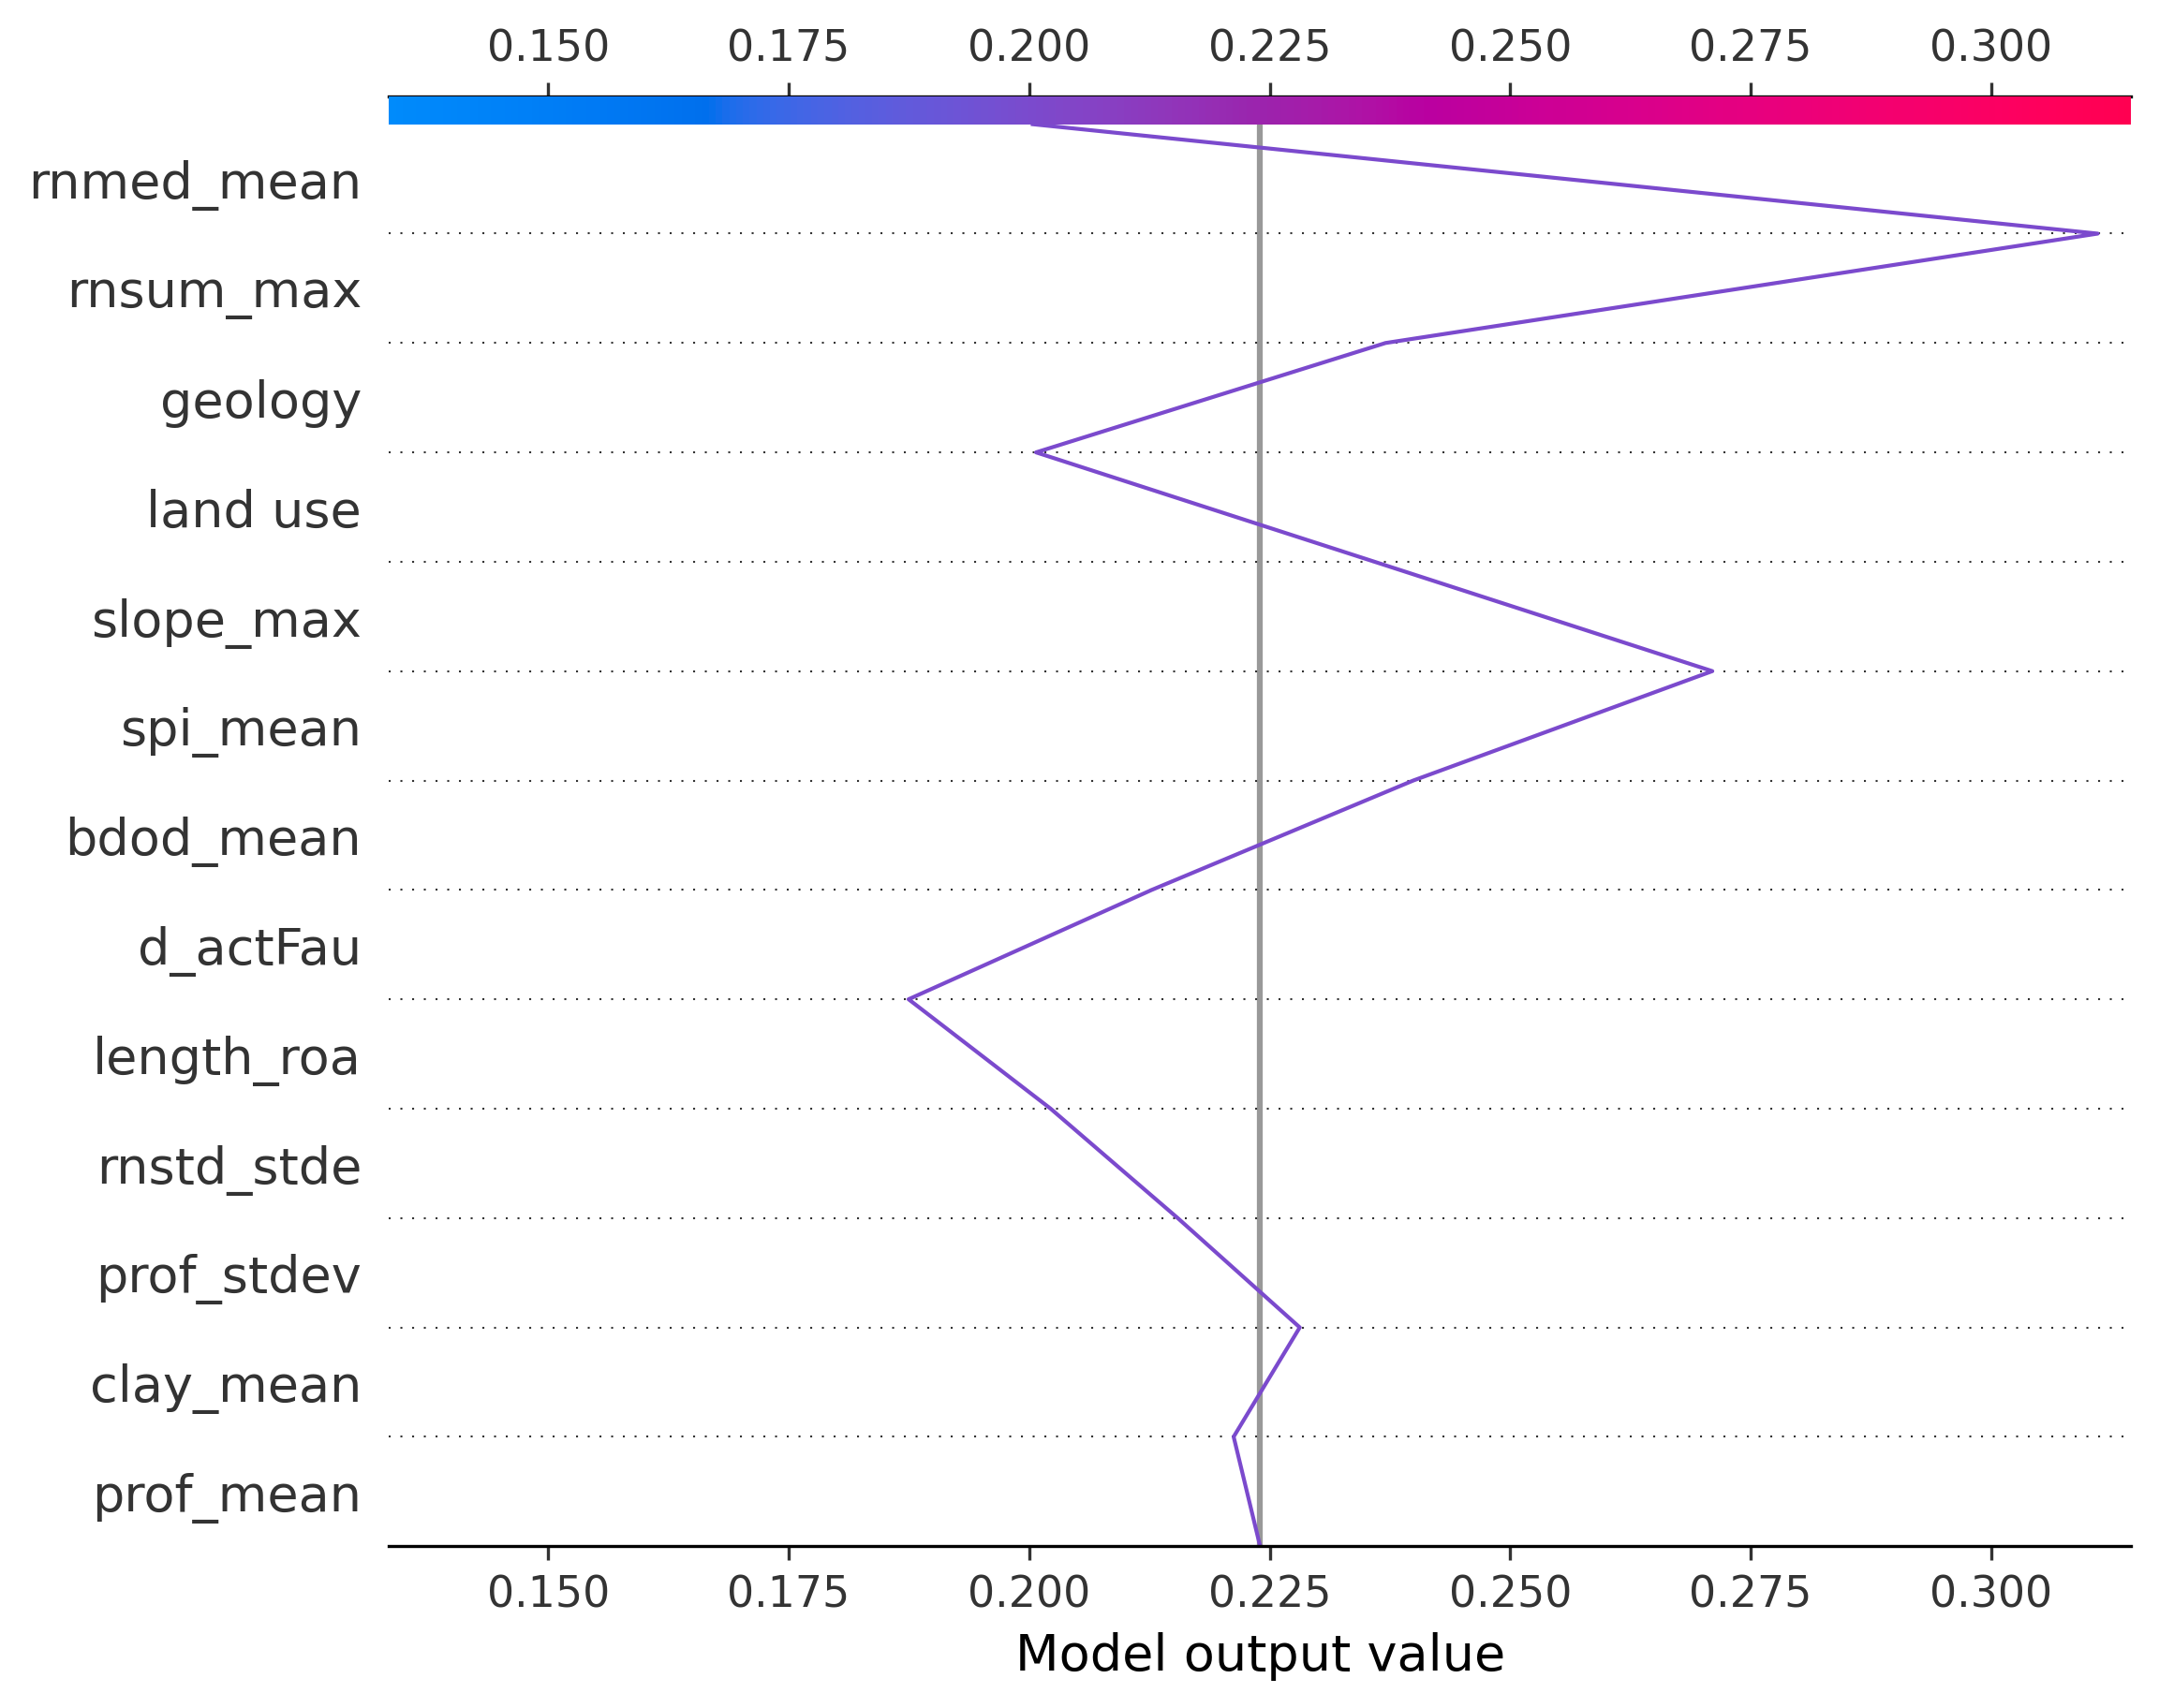 0.150 0.175 0.200 0.225 0.250 0.275 0.300
rnmed_mean
rnsum_max
geology
land use
slope_max
spi_mean
bdod_mean
d_actFau
length_roa
rnstd_stde
prof_stdev
clay_mean
prof_mean
0.150 0.175 0.200 0.225 0.250 0.275 0.300
Model output value